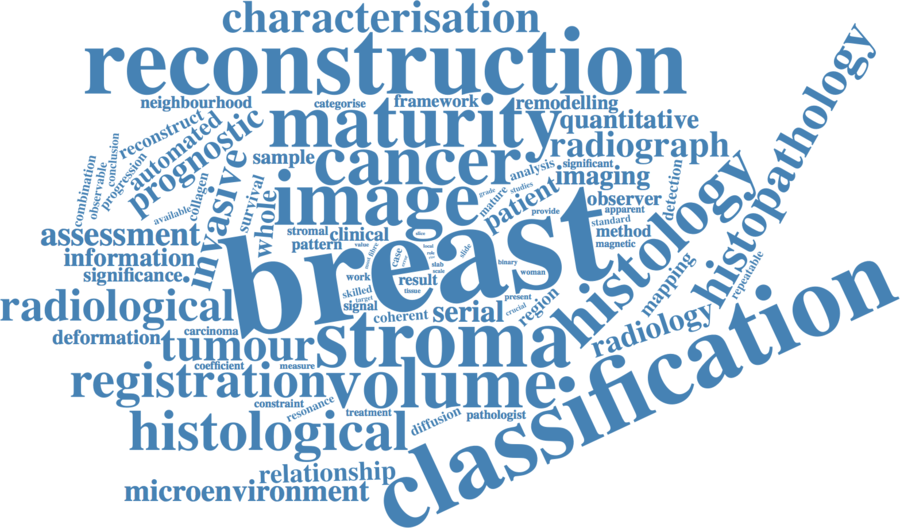 characterisation
reconstruction
neighbourhood
categorise
framework
remodelling
maturity
quantitative
reconstruct
automated
prognostic
cancer
radiograph
histopathology
combination
observable
conclusion
progression
available
collagen
invasive
survival
whole
sample
image
grade
mature
studies
analysis
significant
patient
imaging
detection
observer
provide
apparent
standard
method
magnetic
assessment
information
significance
stromal
pattern
clinical
value
fibre
case
slice
local
slide
slab
scale
result
tissue
binary
woman
breast
histology
mapping
repeatable
radiological
work
skilled
target
signal
coherent
serial
present
crucial
region
radiology
deformation
carcinoma
tumour
stroma
coefficient
measure
registration
volume
classification
constraint
resonance
treatment
diffusion
pathologist
histological
relationship
microenvironment